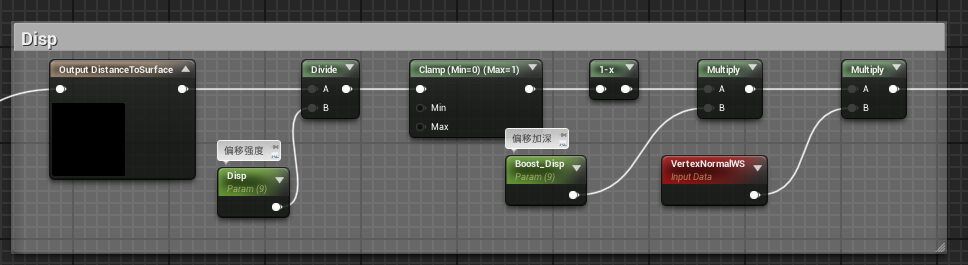 Disp
Output DistanceToSurface
Divide
A
B
Clamp (Min=0) (Max=1)
Min
Max
1-x
Multiply
A
B
Multiply
A
B
偏移强度
Disp
Param (9)
偏移加深
Boost_Disp
Param (9)
VertexNormalWS
Input Data